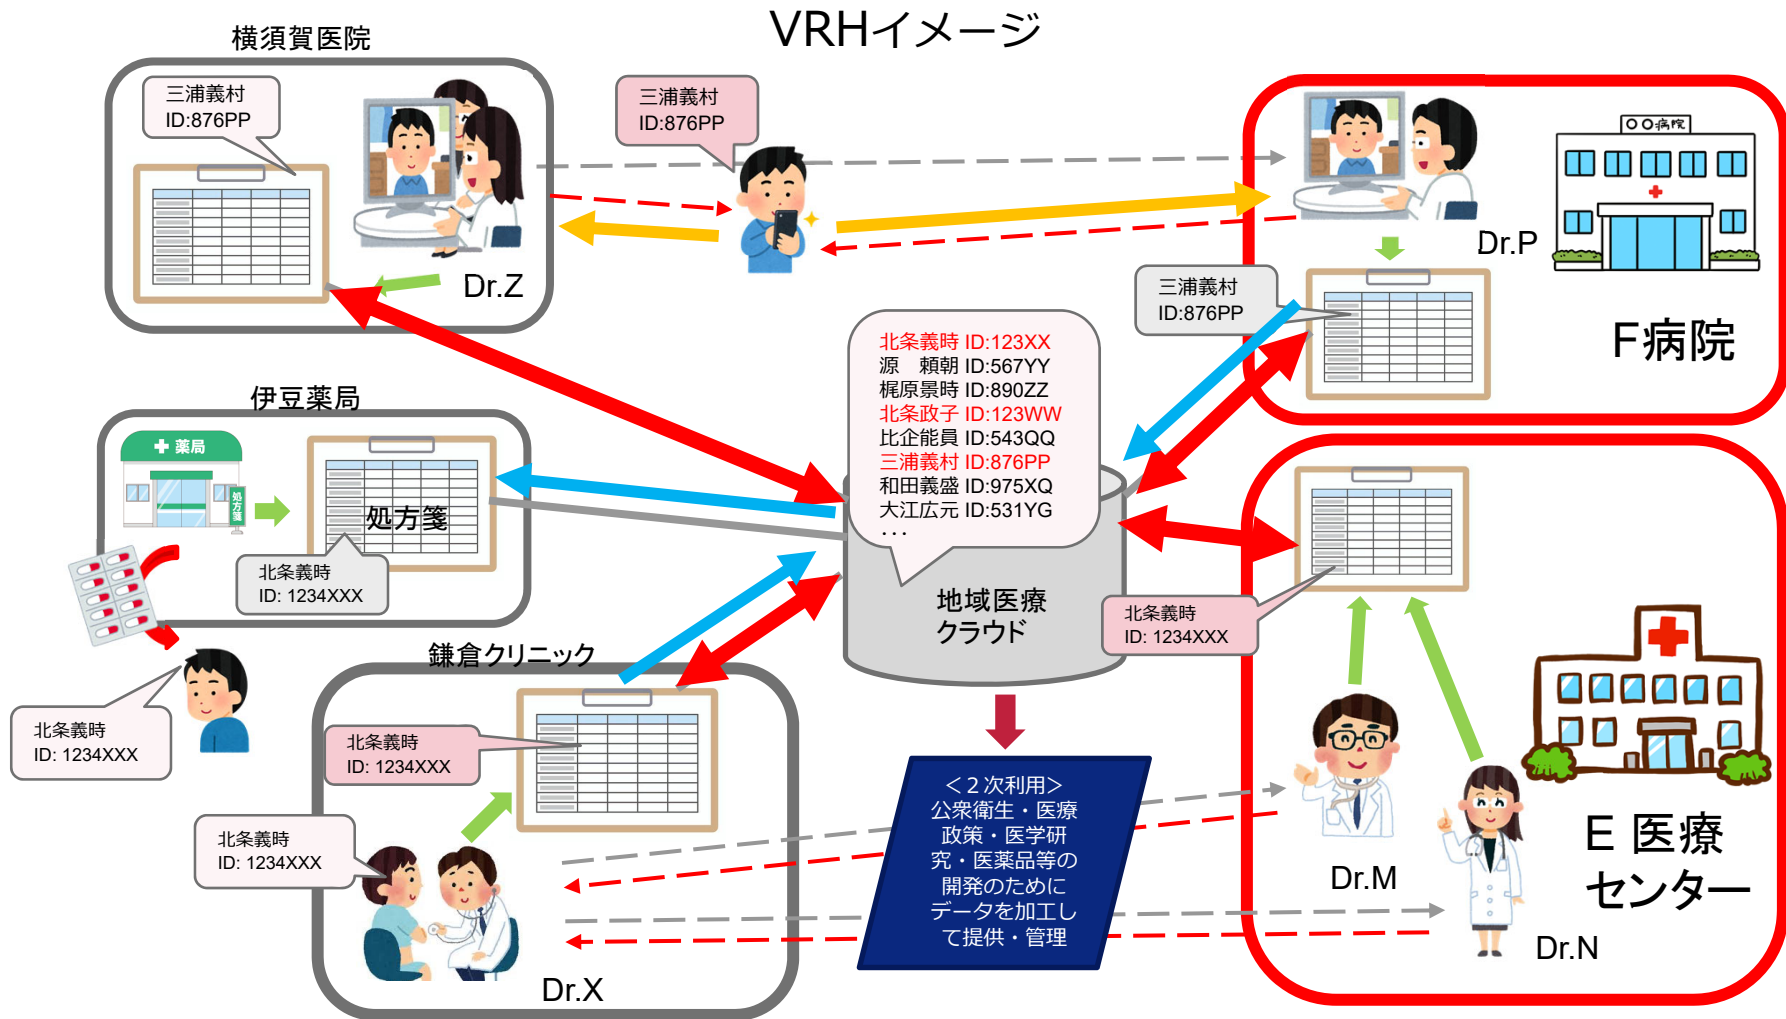 VRHイメージ
横須賀医院
三浦義村
ID:876PP
Dr.Z
三浦義村
ID:876PP
〇〇病院
Dr.P
三浦義村
ID:876PP
F病院
伊豆薬局
薬局
処方箋
処方箋
北条義時
ID: 1234XXX
北条義時
ID: 1234XXX
北条義時 ID:123XX
源　頼朝 ID:567YY
梶原景時 ID:890ZZ
北条政子 ID:123WW
比企能員 ID:543QQ
三浦義村 ID:876PP
和田義盛 ID:975XQ
大江広元 ID:531YG
・・・
地域医療
クラウド
北条義時
ID: 1234XXX
鎌倉クリニック
北条義時
ID: 1234XXX
北条義時
ID: 1234XXX
Dr.X
＜２次利用＞
公衆衛生・医療
政策・医学研
究・医薬品等の
開発のために
データを加工し
て提供・管理
Dr.M
Dr.N
E 医療
センター